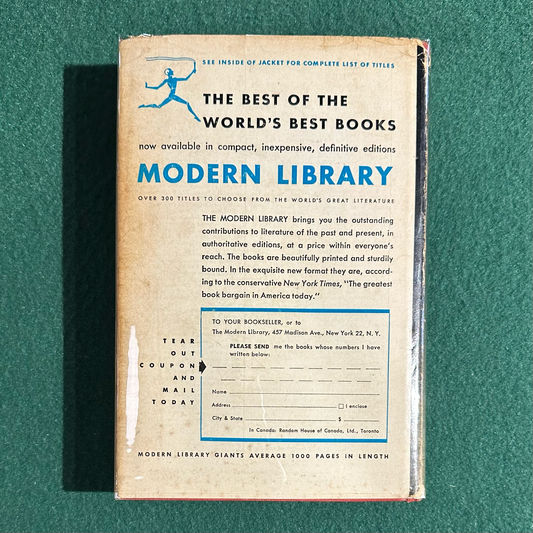 SEE INSIDE OF JACKET FOR COMPLETE LIST OF TITLES
THE BEST OF THE
WORLD'S BEST BOOKS
now available in compact, inexpensive, definitive editions
MODERN LIBRARY
OVER 300 TITLES TO CHOOSE FROM THE WORLD'S GREAT LITERATURE
THE MODERN LIBRARY brings you the outstanding
contributions to literature of the past and present, in
authoritative editions, at a price within everyone's
reach. The books are beautifully printed and sturdily
bound. In the exquisite new format they are, accord-
ing to the conservative New York Times, "The greatest
book bargain in America today."
TO YOUR BOOKSELLER, or to
The Modern Library, 457 Madison Ave., New York 22, N. Y.
PLEASE SEND me the books whose numbers I have
written below:
TEAR
OUT
COUPON
AND
MAIL
TODAY
Name
Address
I enclose
City & State
$
In Canada: Random House of Canada, Ltd., Toronto
MODERN LIBRARY GIANTS AVERAGE 1000 PAGES IN LENGTH